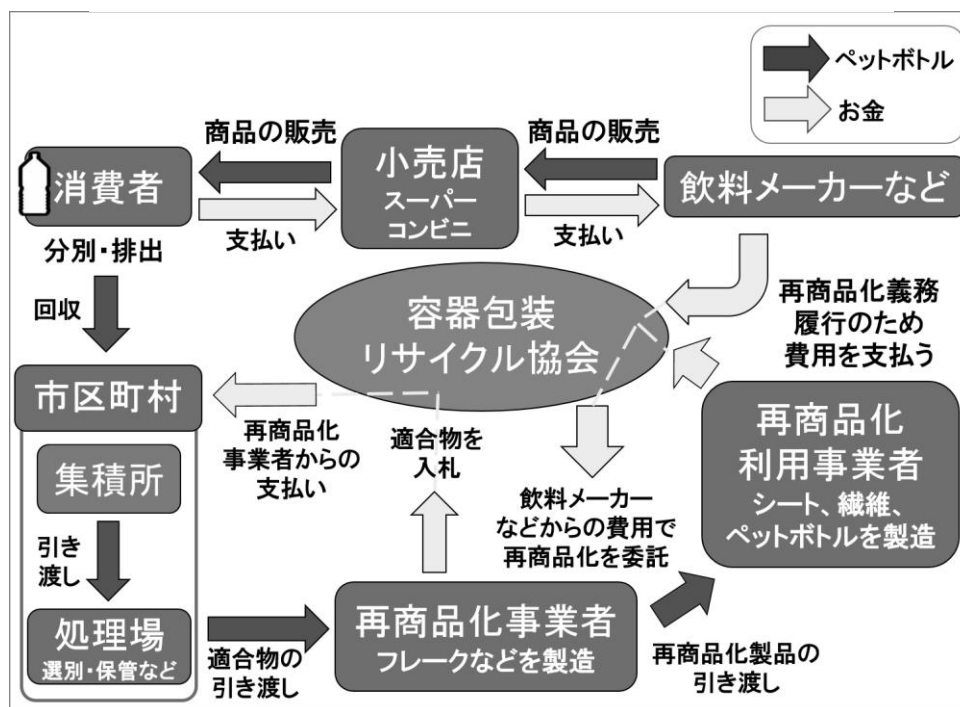 ペットボトル
お金
商品の販売
商品の販売
消費者
小売店
スーパー
コンビニ
飲料メーカーなど
支払い
支払い
分別・排出
回収
容器包装
リサイクル協会
再商品化義務
履行のため
費用を支払う
市区町村
再商品化
事業者からの
支払い
適合物を
入札
再商品化
利用事業者
シート、繊維、
ペットボトルを製造
集積所
飲料メーカー
などからの費用で
再商品化を委託
引き
渡し
処理場
選別・保管など
適合物の
引き渡し
再商品化事業者
フレークなどを製造
再商品化製品の
引き渡し